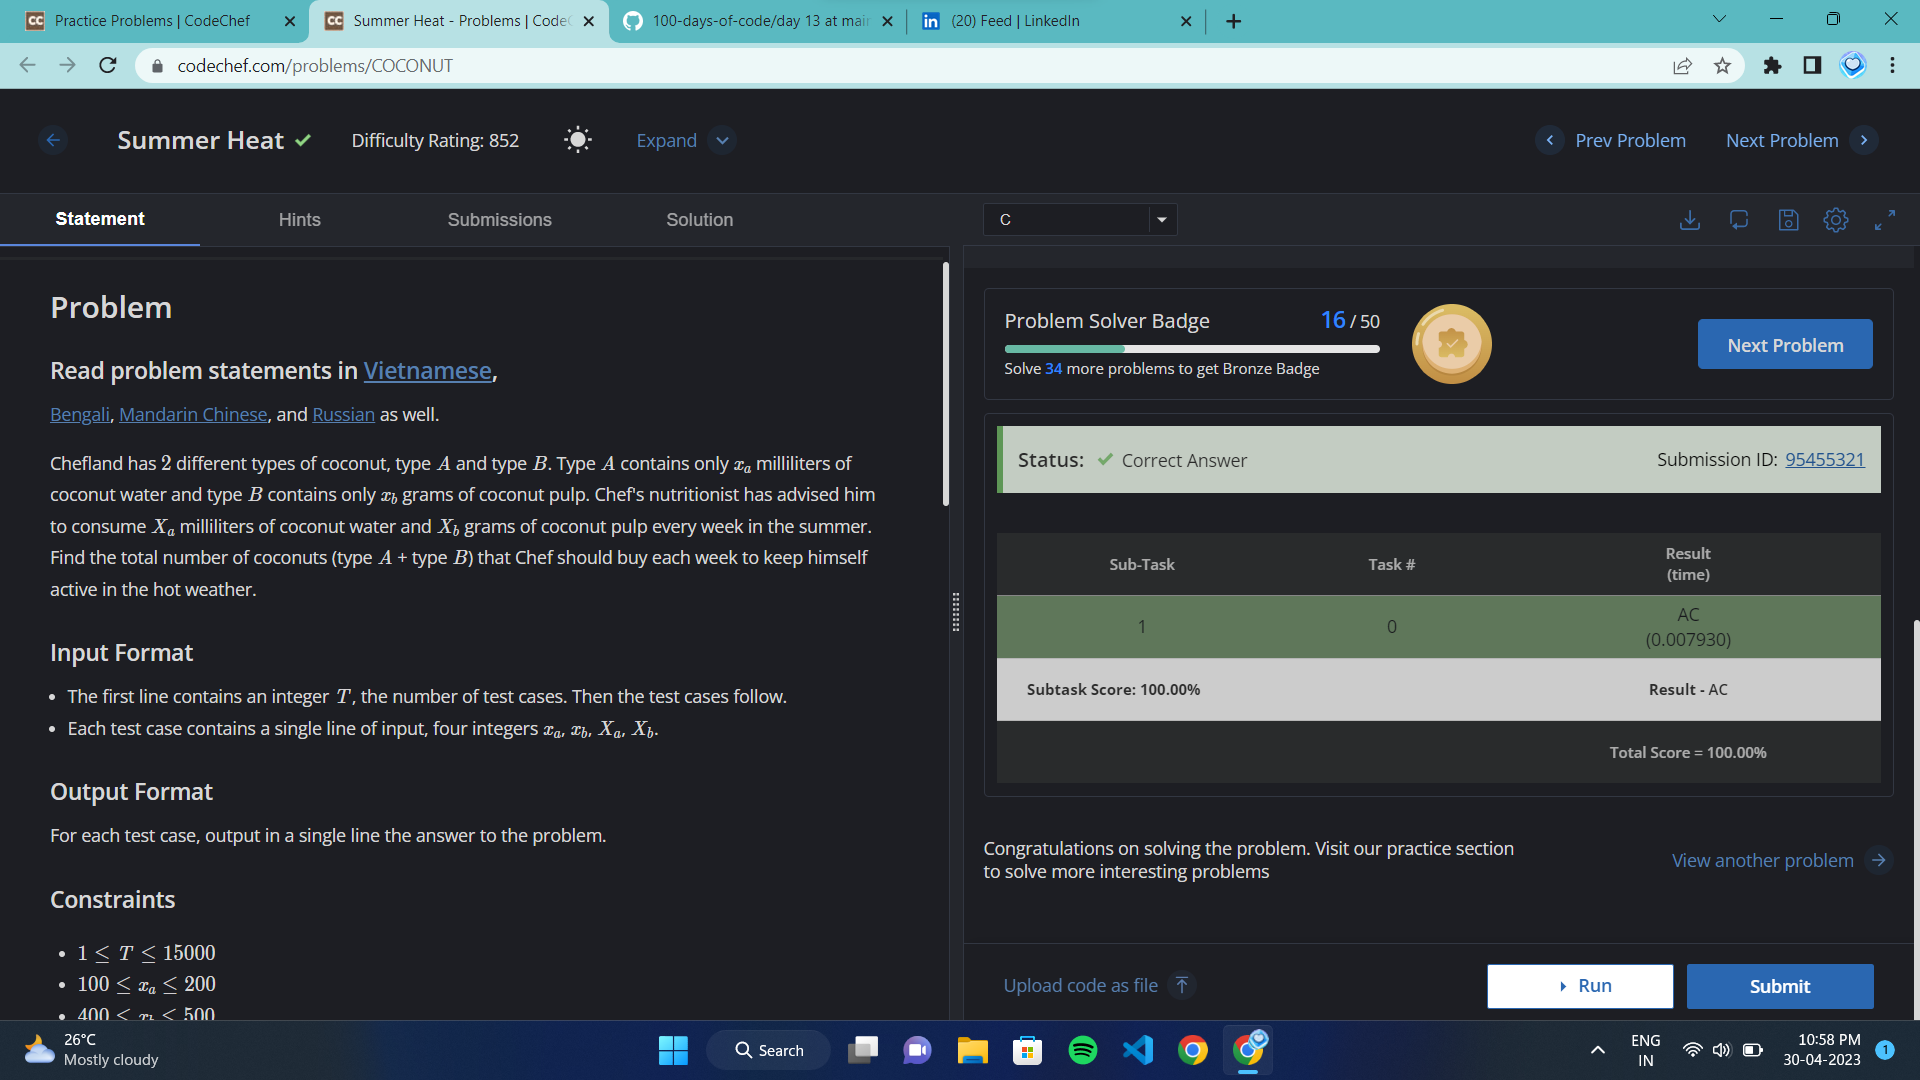 Practice Problems | CodeChef
Summer Heat - Problems | CodeC
100-days-of-code/day 13 at main
(20) Feed | LinkedIn
codechef.com/problems/COCONUT
Summer Heat
Difficulty Rating: 852
Expand
Prev Problem
Next Problem
Statement
Hints
Submissions
Solution
Problem
Read problem statements in Vietnamese,
Bengali, Mandarin Chinese, and Russian as well.
Chefland has 2 different types of coconut, type A and type B. Type A contains only xₐ milliliters of
coconut water and type B contains only x_b grams of coconut pulp. Chef's nutritionist has advised him
to consume Xₐ milliliters of coconut water and X_b grams of coconut pulp every week in the summer.
Find the total number of coconuts (type A + type B) that Chef should buy each week to keep himself
active in the hot weather.
Input Format
• The first line contains an integer T, the number of test cases. Then the test cases follow.
• Each test case contains a single line of input, four integers xₐ, x_b, Xₐ, X_b.
Output Format
For each test case, output in a single line the answer to the problem.
Constraints
• 1 ≤ T ≤ 15000
• 100 ≤ xₐ ≤ 200
• 400 ≤ x_b ≤ 500
C
Problem Solver Badge
16 / 50
Solve 34 more problems to get Bronze Badge
Next Problem
Status: Correct Answer
Submission ID: 95455321
Sub-Task
Task #
Result
(time)
1
0
AC
(0.007930)
Subtask Score: 100.00%
Result - AC
Total Score = 100.00%
Congratulations on solving the problem. Visit our practice section
to solve more interesting problems
View another problem
Upload code as file
Run
Submit
26°C
Mostly cloudy
Search
ENG
IN
10:58 PM
30-04-2023
1